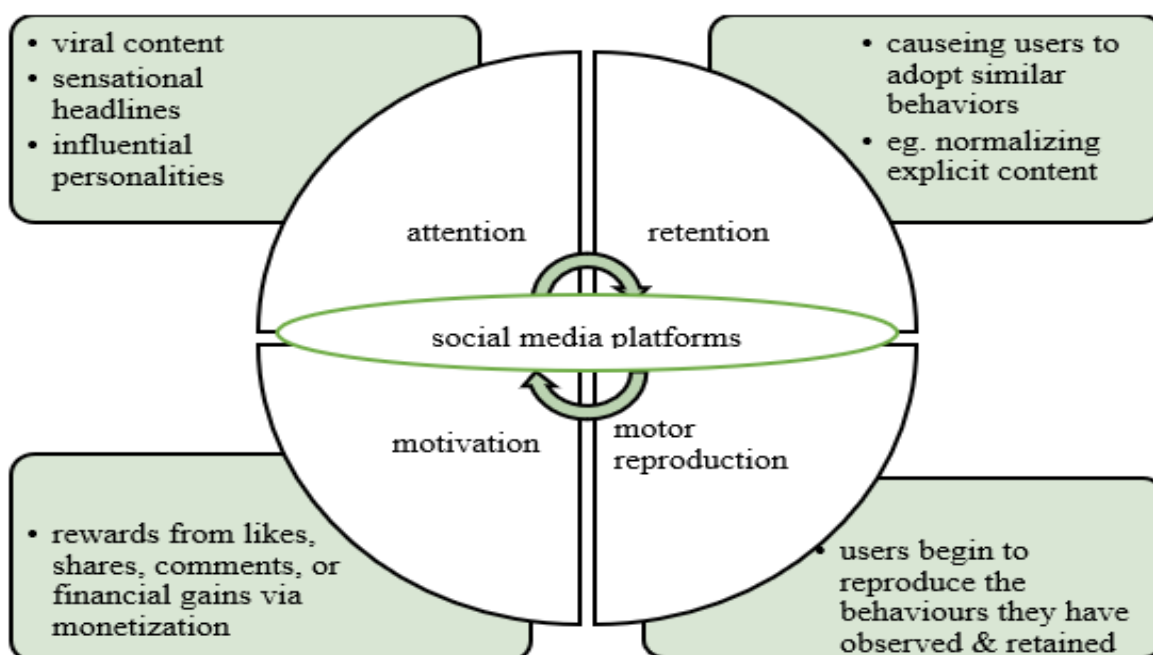 • viral content
• sensational
headlines
• influential
personalities
• causeing users to
adopt similar
behaviors
• eg. normalizing
explicit content
attention
retention
social media platforms
motivation
motor
reproduction
• rewards from likes,
shares, comments, or
financial gains via
monetization
• users begin to
reproduce the
behaviours they have
observed & retained